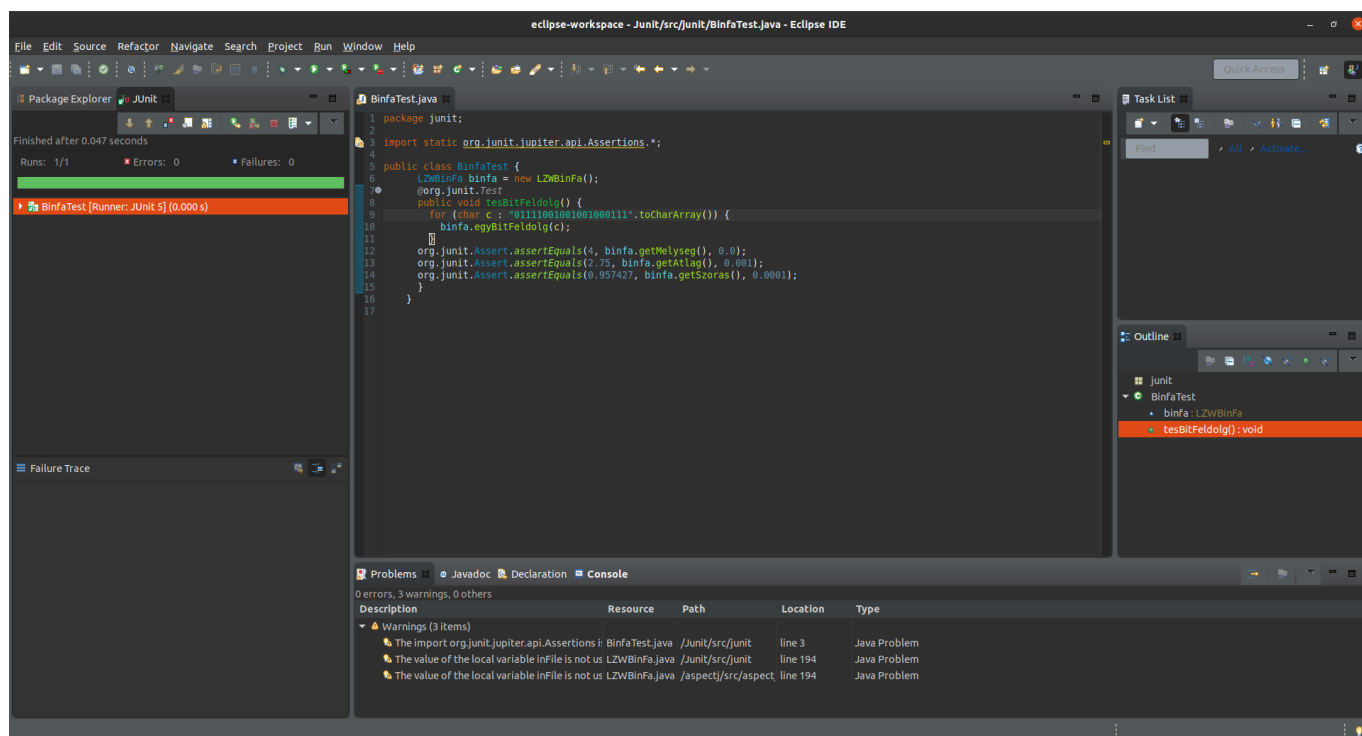 eclipse-workspace - Junit/src/junit/BinfaTest.java - Eclipse IDE
File Edit Source Refactor Navigate Search Project Run Window Help
Quick Access
Package Explorer JUnit
Finished after 0.047 seconds
Runs: 1/1 Errors: 0 Failures: 0
BinfaTest [Runner: JUnit 5] (0.000 s)
Failure Trace
BinfaTest.java
1 package junit;
2
3 import static org.junit.jupiter.api.Assertions.*;
4
5 public class BinfaTest {
6 LZWBinFa binfa = new LZWBinFa();
7 @org.junit.Test
8 public void tesBitFeldolg() {
9 for (char c : "01111001001001000111".toCharArray()) {
10 binfa.egyBitFeldolg(c);
11 }
12 org.junit.Assert.assertEquals(4, binfa.getMelyseg(), 0.0);
13 org.junit.Assert.assertEquals(2.75, binfa.getAtlag(), 0.001);
14 org.junit.Assert.assertEquals(0.957427, binfa.getSzoras(), 0.0001);
15 }
16 }
17
Task List
Find All Activate...
Outline
junit
BinfaTest
binfa : LZWBinFa
tesBitFeldolg() : void
Problems Javadoc Declaration Console
0 errors, 3 warnings, 0 others
Description Resource Path Location Type
Warnings (3 items)
The import org.junit.jupiter.api.Assertions is BinfaTest.java /Junit/src/junit line 3 Java Problem
The value of the local variable inFile is not us LZWBinFa.java /Junit/src/junit line 194 Java Problem
The value of the local variable inFile is not us LZWBinFa.java /aspectj/src/aspect line 194 Java Problem